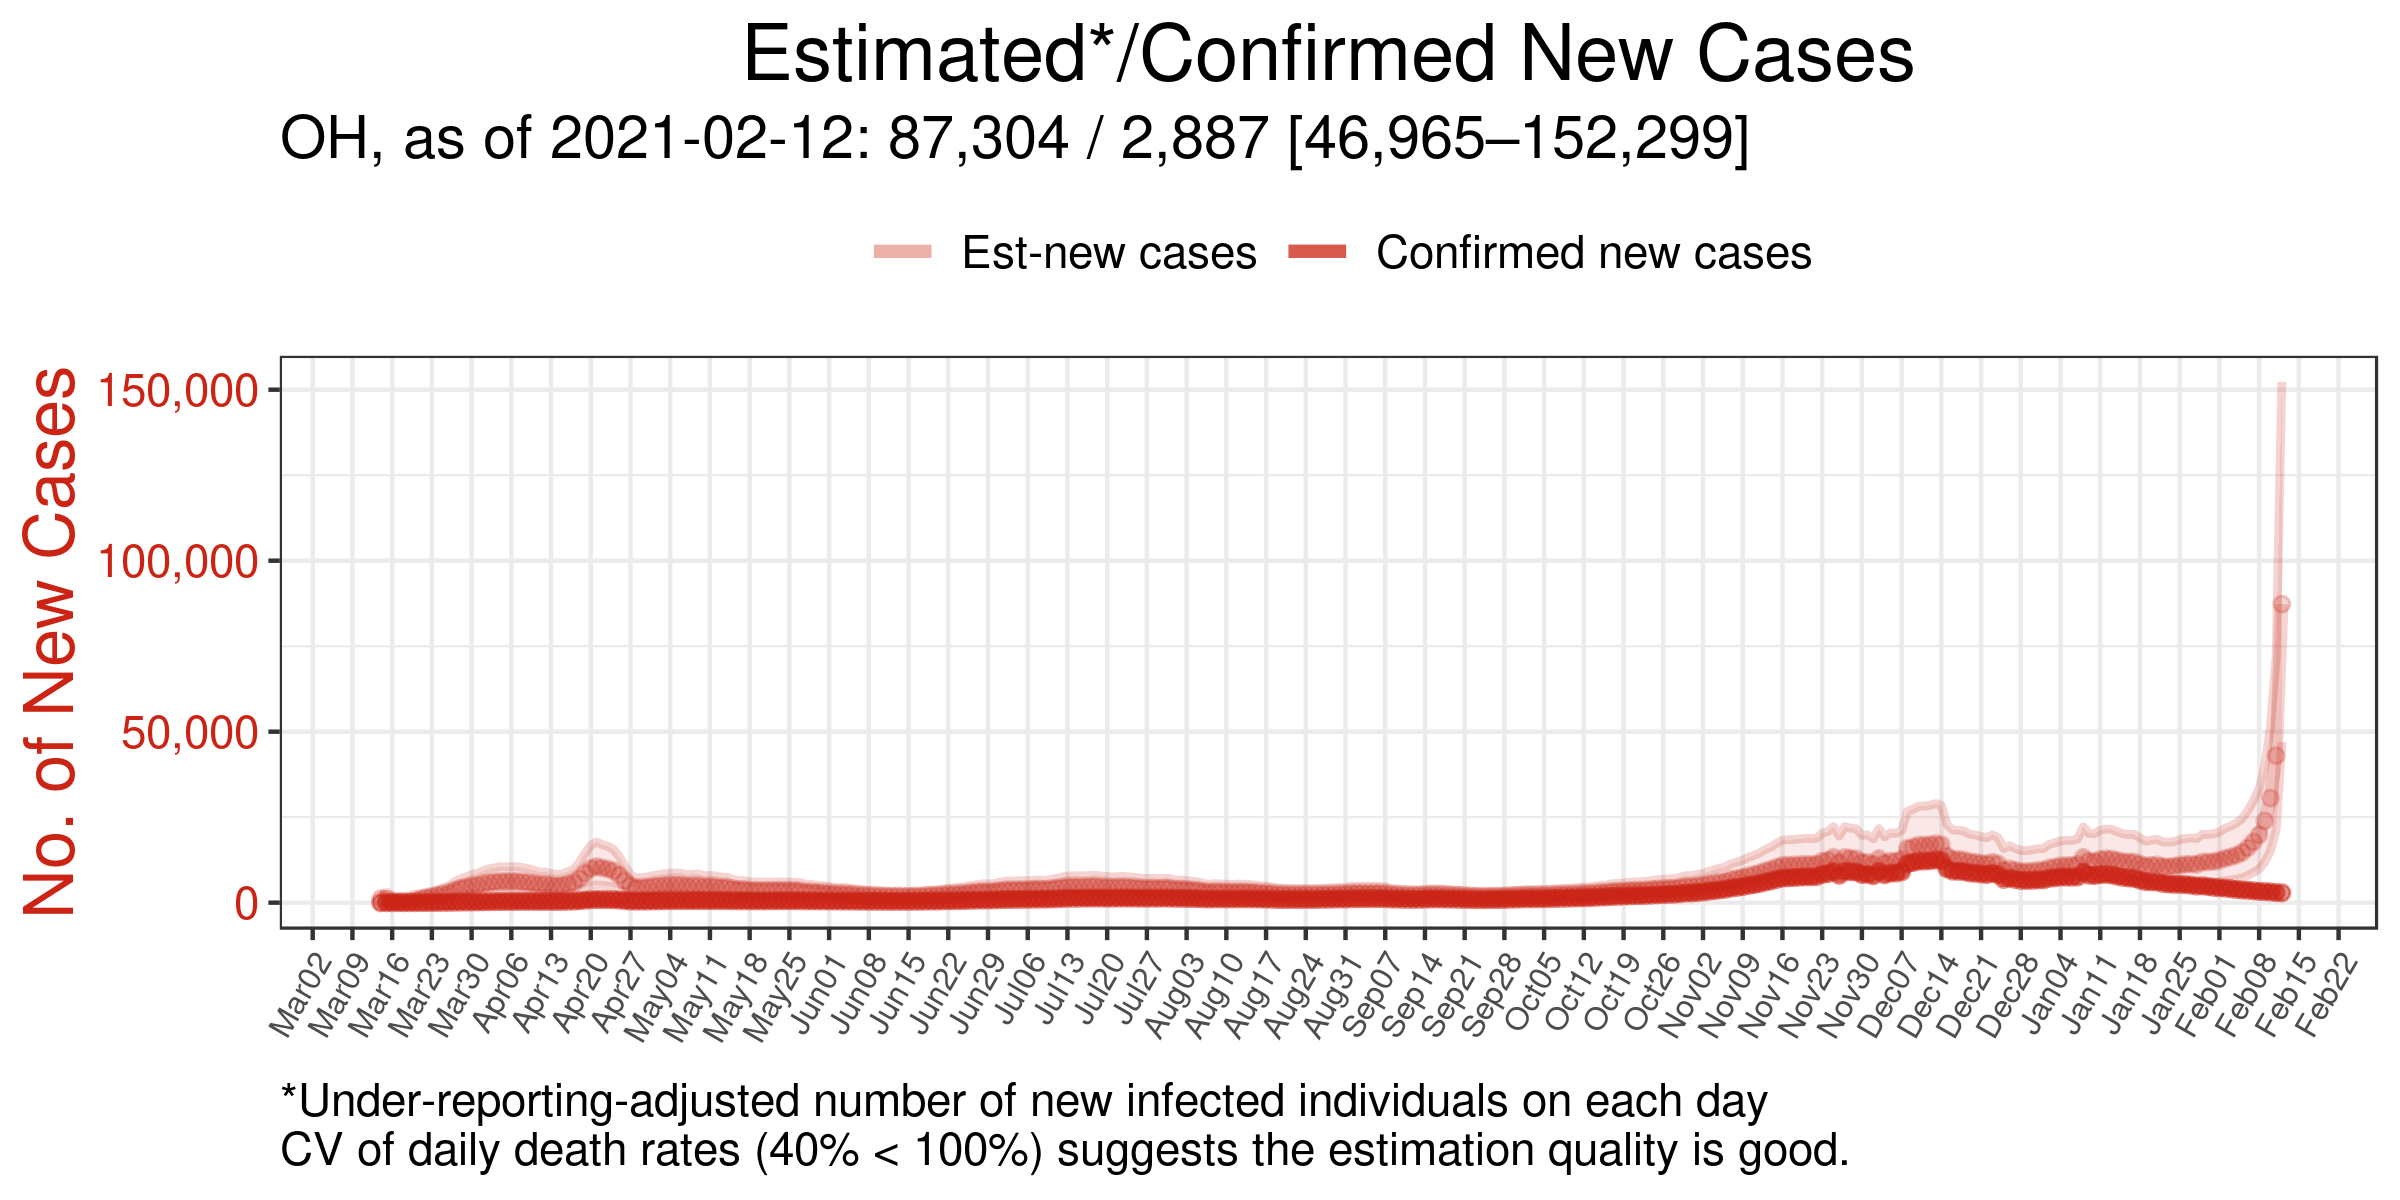 Estimated*/Confirmed New Cases
OH, as of 2021-02-12: 87,304 / 2,887 [46,965–152,299]
Est-new cases Confirmed new cases
No. of New Cases
150,000
100,000
50,000
0
Mar02 Mar09 Mar16 Mar23 Mar30 Apr06 Apr13 Apr20 Apr27 May04 May11 May18 May25 Jun01 Jun08 Jun15 Jun22 Jun29 Jul06 Jul13 Jul20 Jul27 Aug03 Aug10 Aug17 Aug24 Aug31 Sep07 Sep14 Sep21 Sep28 Oct05 Oct12 Oct19 Oct26 Nov02 Nov09 Nov16 Nov23 Nov30 Dec07 Dec14 Dec21 Dec28 Jan04 Jan11 Jan18 Jan25 Feb01 Feb08 Feb15 Feb22
*Under-reporting-adjusted number of new infected individuals on each day
CV of daily death rates (40% < 100%) suggests the estimation quality is good.